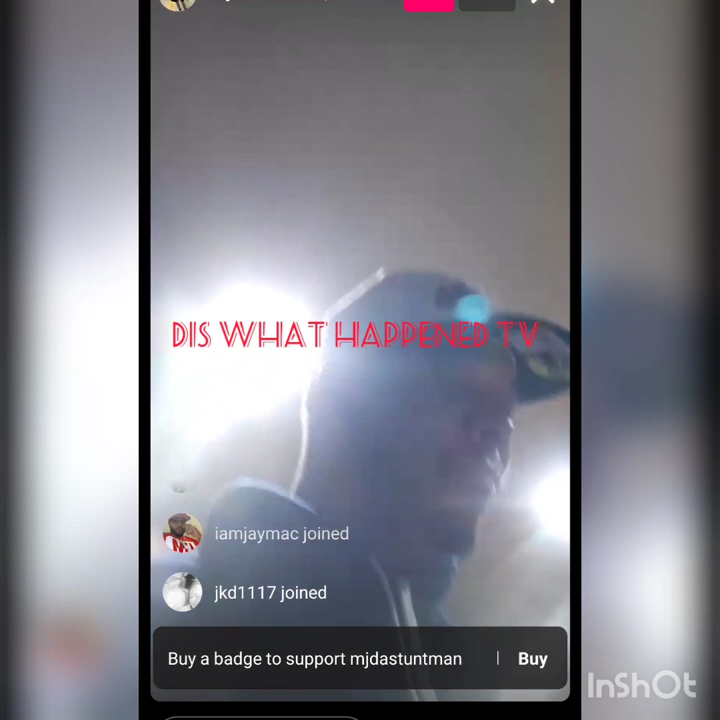 DIS WHAT HAPPENED TV
iamjaymac joined
jkd1117 joined
Buy a badge to support mjdastuntman | Buy
InShOt